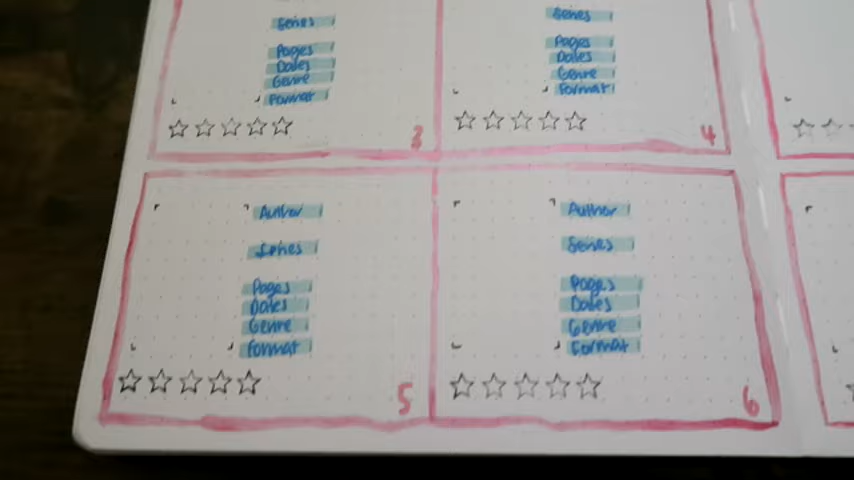 Series
Pages
Dates
Genre
Format
3
Series
Pages
Dates
Genre
Format
4
Author
Series
Pages
Dates
Genre
Format
5
Author
Series
Pages
Dates
Genre
Format
6